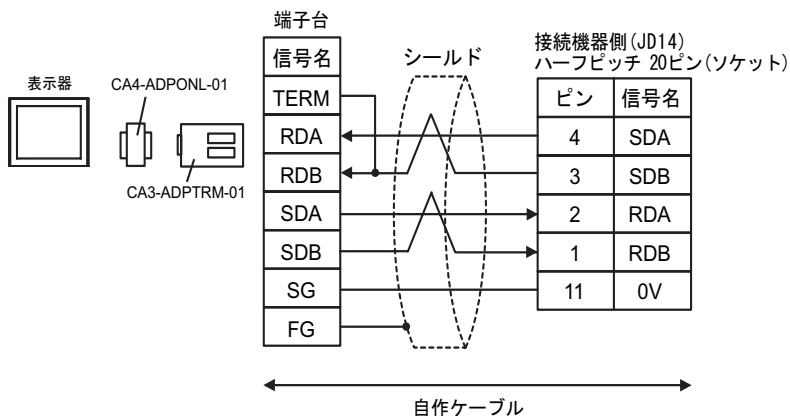 端子台
信号名
TERM
RDA
RDB
SDA
SDB
SG
FG
シールド
接続機器側(JD14)
ハーフピッチ 20ピン(ソケット)
ピン 信号名
4 SDA
3 SDB
2 RDA
1 RDB
11 0V
表示器
CA4-ADPONL-01
CA3-ADPTRM-01
自作ケーブル